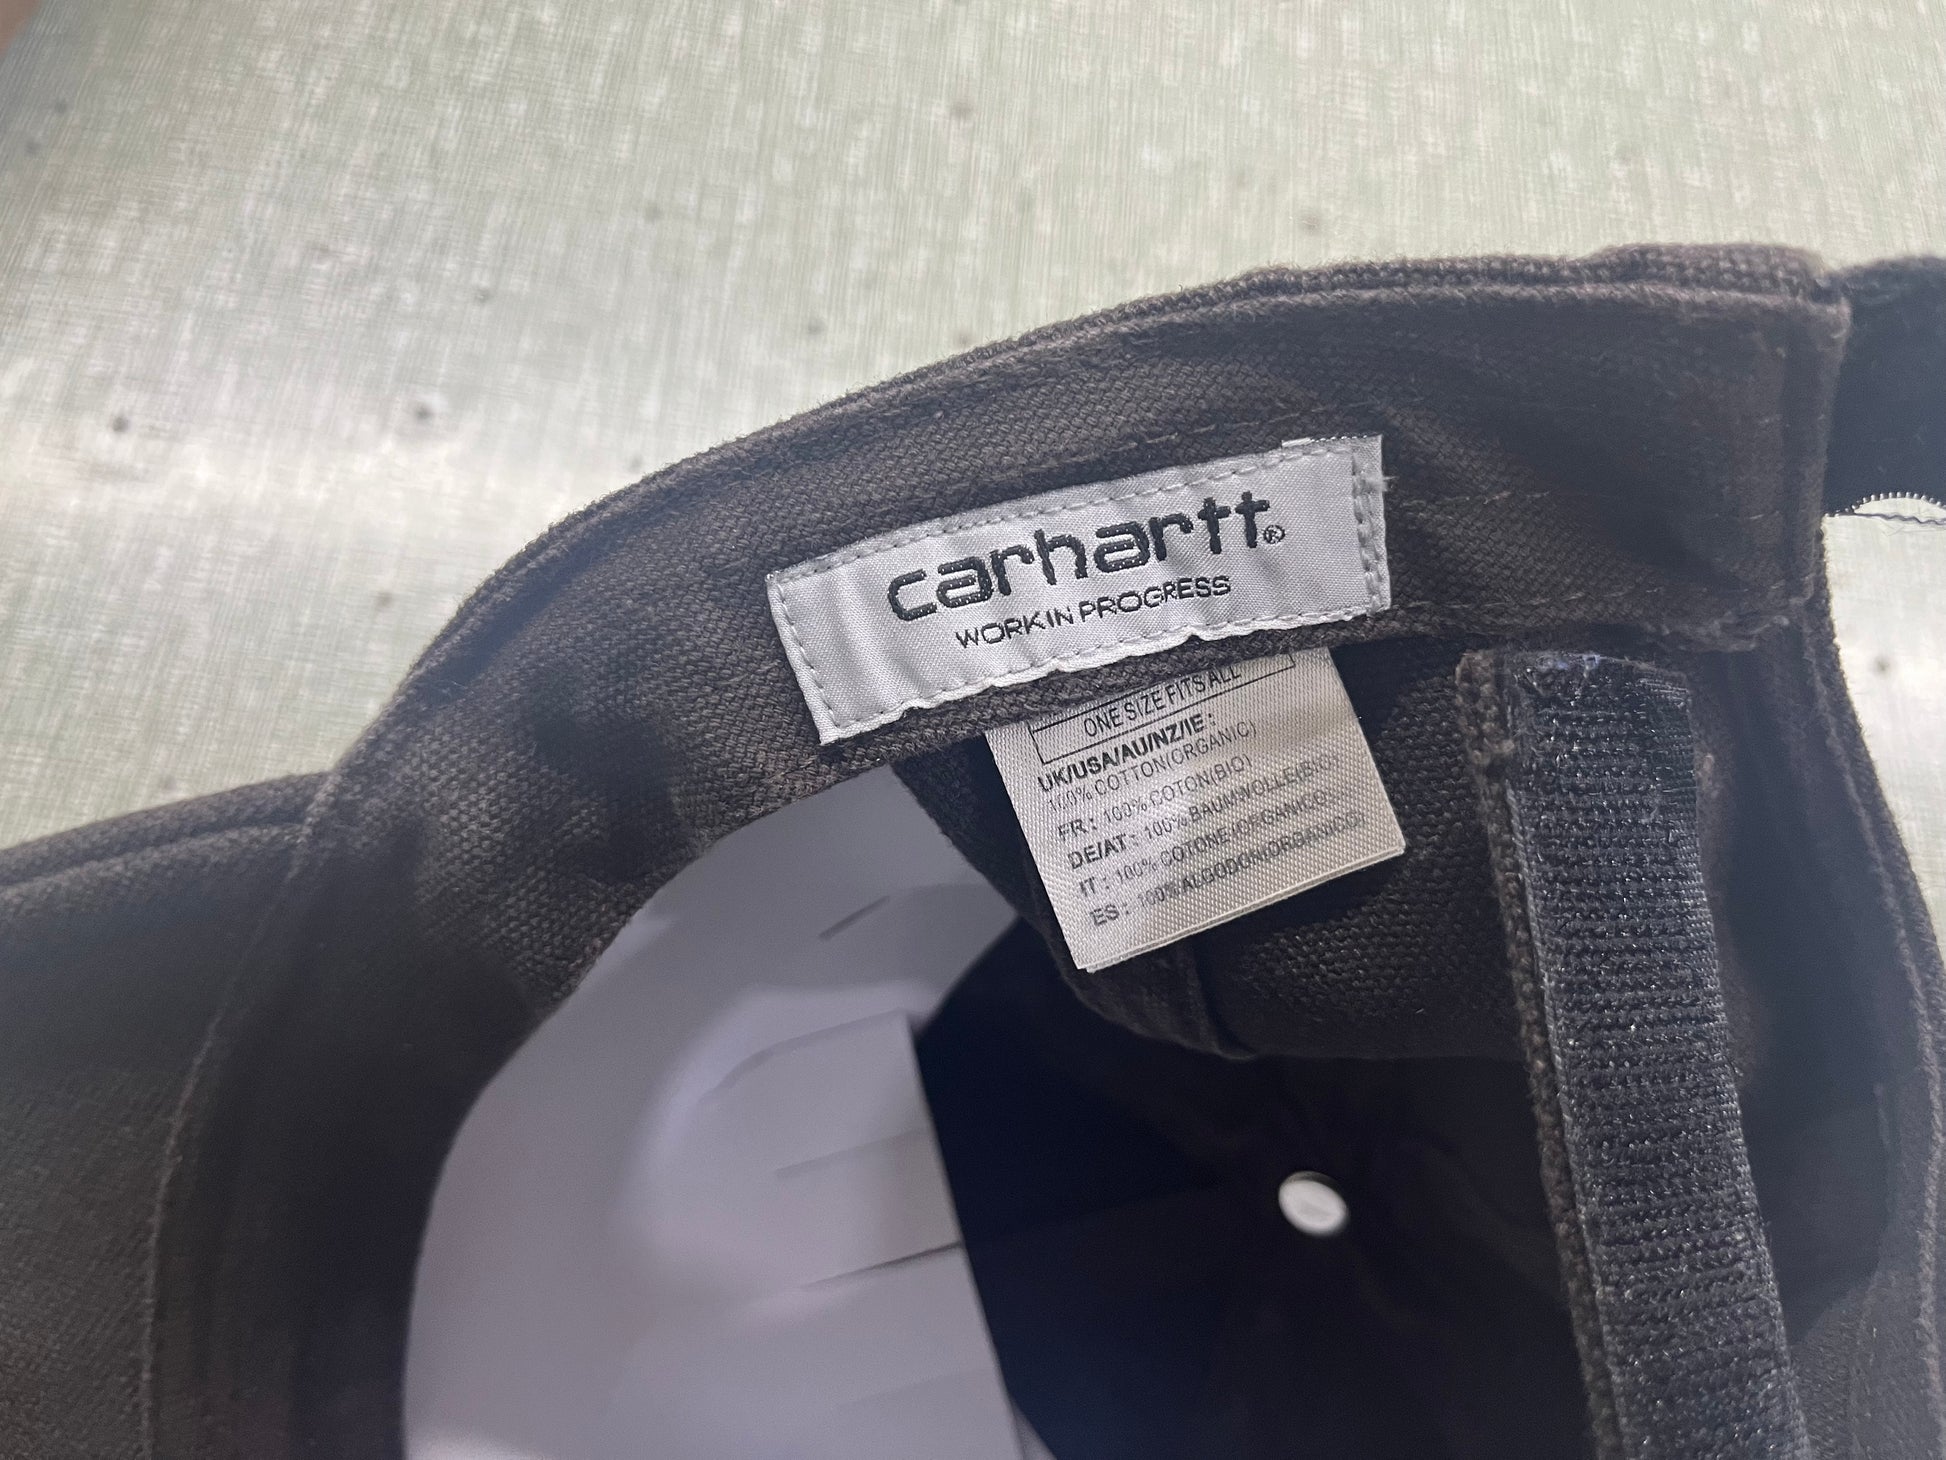 carhartt®
WORK IN PROGRESS
ONE SIZE FITS ALL
UK/USA/AU/NZ/IE :
100% COTTON(ORGANIC)
FR : 100% COTON(BIO)
DE/AT : 100% BAUMWOLLE(BIO)
IT : 100% COTONE (ORGANICO)
ES : 100% ALGODON(ORGANICO)